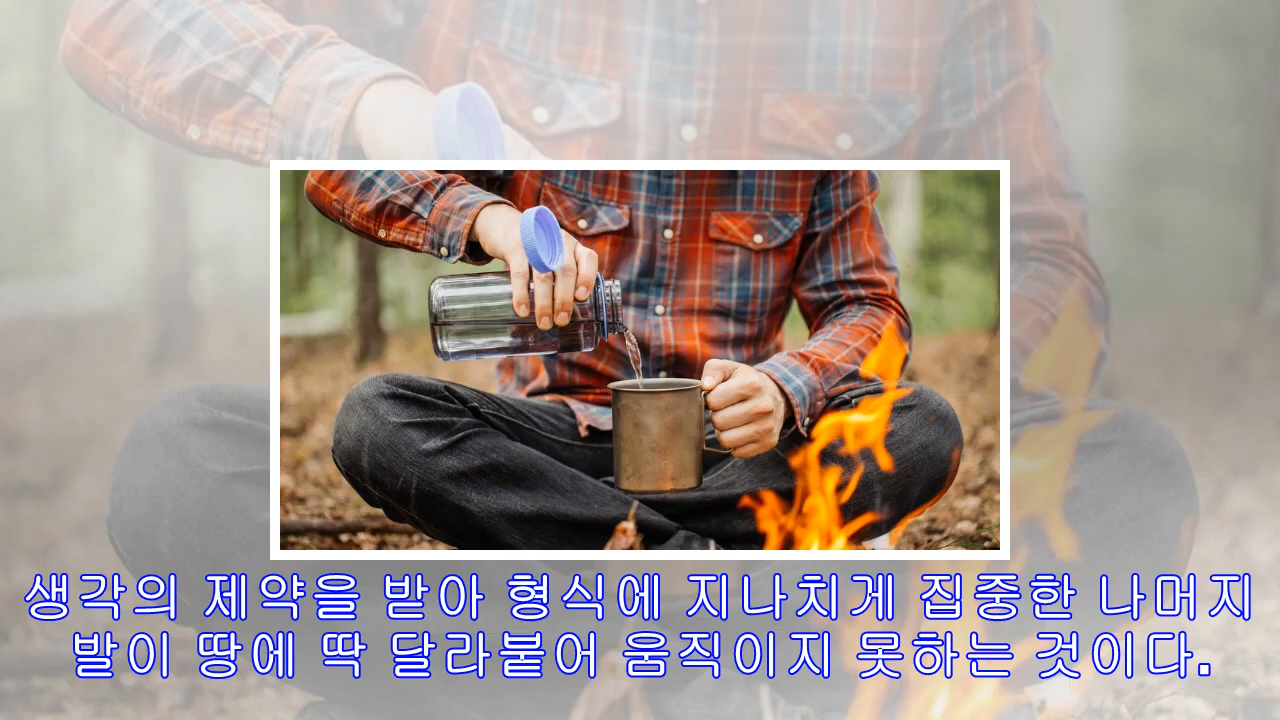 생각의 제약을 받아 형식에 지나치게 집중한 나머지
발이 땅에 딱 달라붙어 움직이지 못하는 것이다.